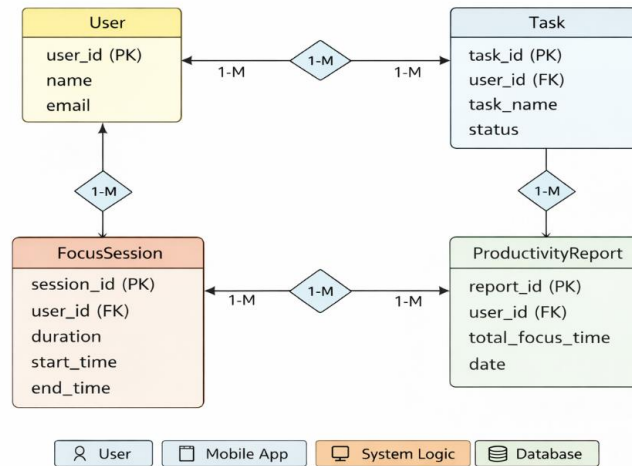 User
user_id (PK)
name
email
1-M
1-M
1-M
Task
task_id (PK)
user_id (FK)
task_name
status
1-M
1-M
FocusSession
session_id (PK)
user_id (FK)
duration
start_time
end_time
1-M
1-M
1-M
ProductivityReport
report_id (PK)
user_id (FK)
total_focus_time
date
User
Mobile App
System Logic
Database